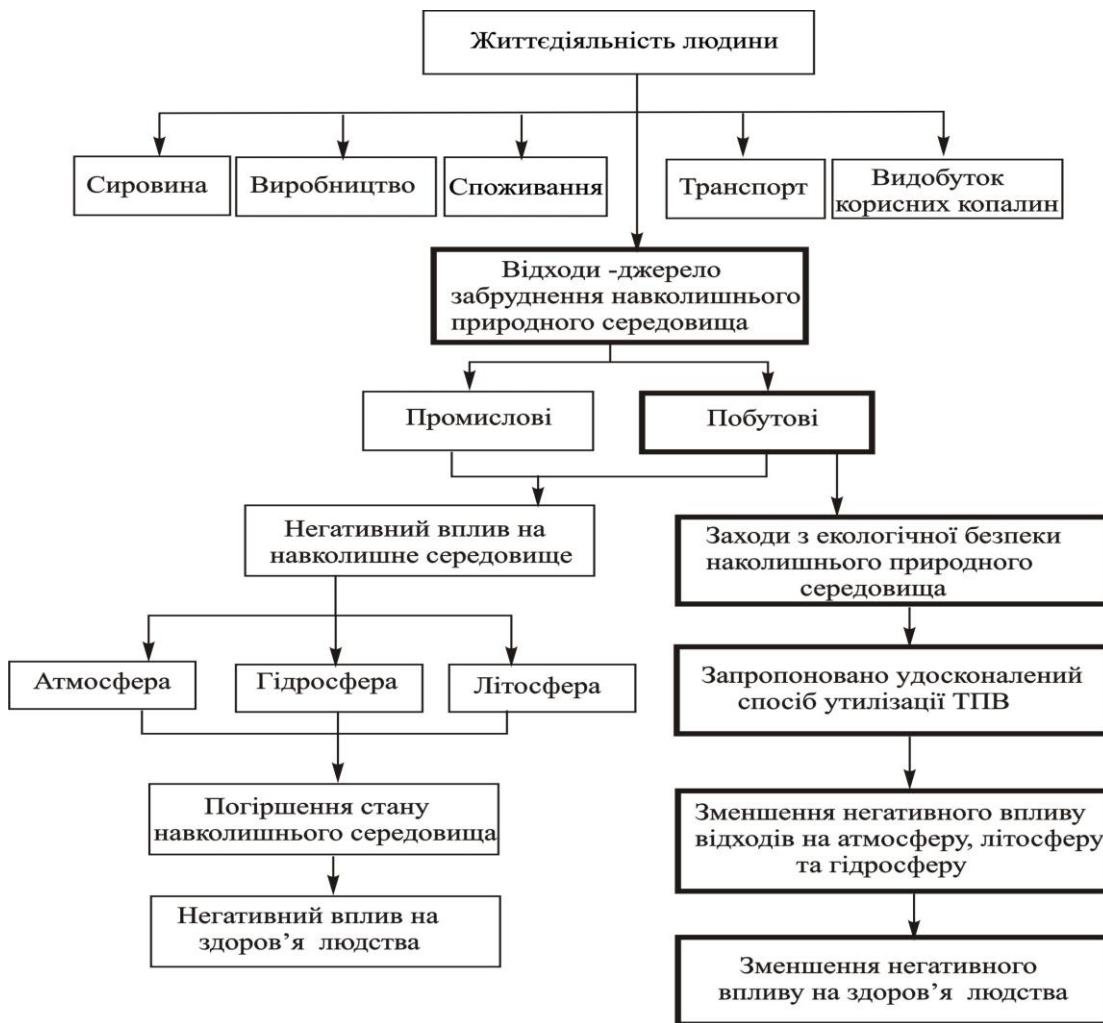 Життєдіяльність людини
Сировина
Виробництво
Споживання
Транспорт
Видобуток
корисних копалин
Відходи -джерело
забруднення навколишнього
природного середовища
Промислові
Побутові
Негативний вплив на
навколишне середовище
Заходи з екологічної безпеки
наколишнього природного
середовища
Атмосфера
Гідросфера
Літосфера
Запропоновано удосконалений
спосіб утилізації ТПВ
Погіршення стану
навколишнього середовища
Зменшення негативного впливу
відходів на атмосферу, літосферу
та гідросферу
Негативний вплив на
здоров’я людства
Зменшення негативного
впливу на здоров’я людства